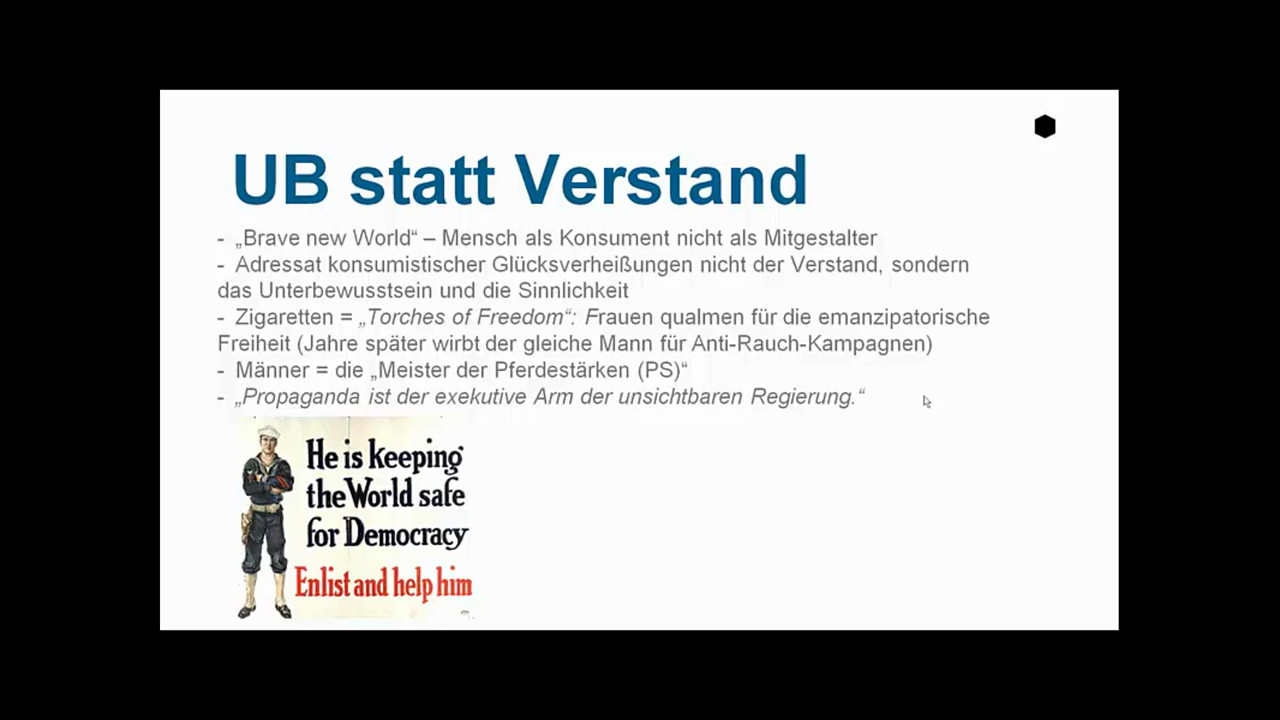 UB statt Verstand
- „Brave new World“ – Mensch als Konsument nicht als Mitgestalter
- Adressat konsumistischer Glücksverheißungen nicht der Verstand, sondern
das Unterbewusstsein und die Sinnlichkeit
- Zigaretten = „Torches of Freedom“: Frauen qualmen für die emanzipatorische
Freiheit (Jahre später wirbt der gleiche Mann für Anti-Rauch-Kampagnen)
- Männer = die „Meister der Pferdestärken (PS)“
- „Propaganda ist der exekutive Arm der unsichtbaren Regierung.“
He is keeping
the World safe
for Democracy
Enlist and help him